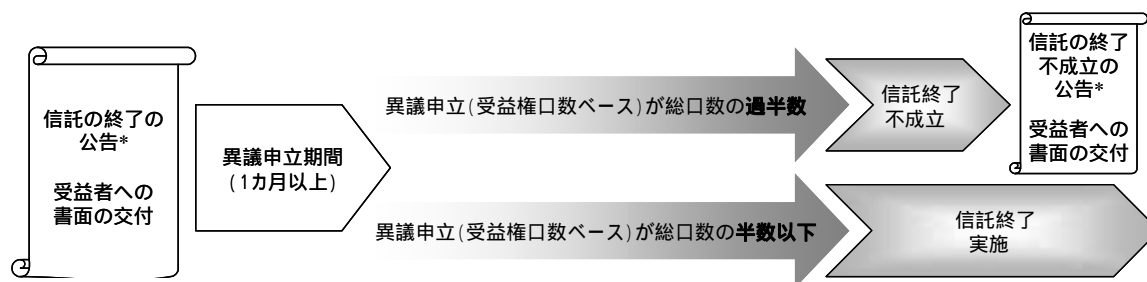 信託の終了の
公告*
受益者への
書面の交付
異議申立期間
(1カ月以上)
異議申立(受益権口数ベース)が総口数の過半数
信託終了
不成立
信託の終了
不成立の
公告*
受益者への
書面の交付
異議申立(受益権口数ベース)が総口数の半数以下
信託終了
実施